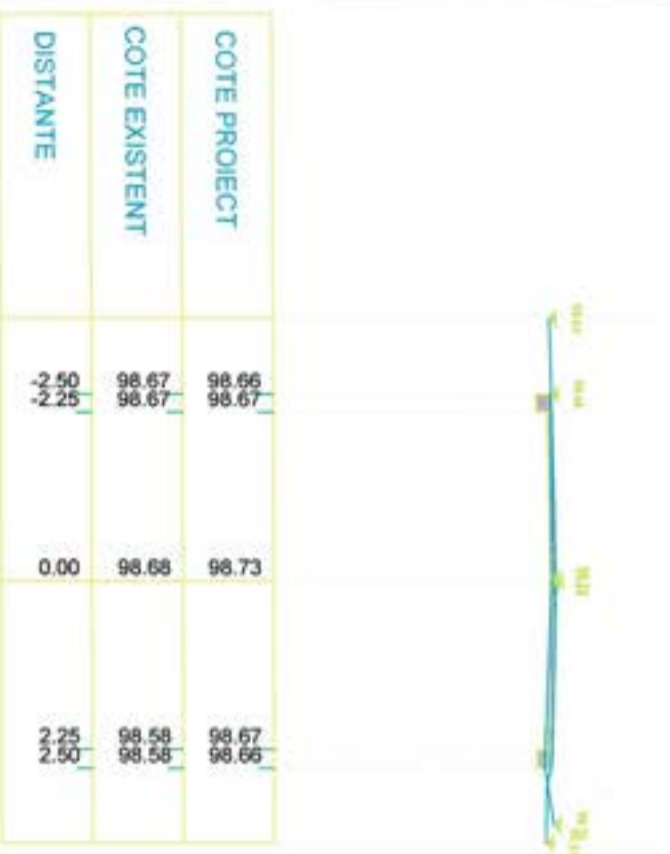 DISTANTE
COTE EXISTENT
COTE PROIECT
-2.50 98.67 98.66
-2.25 98.67 98.67
0.00 98.68 98.73
2.25 98.58 98.67
2.50 98.58 98.66